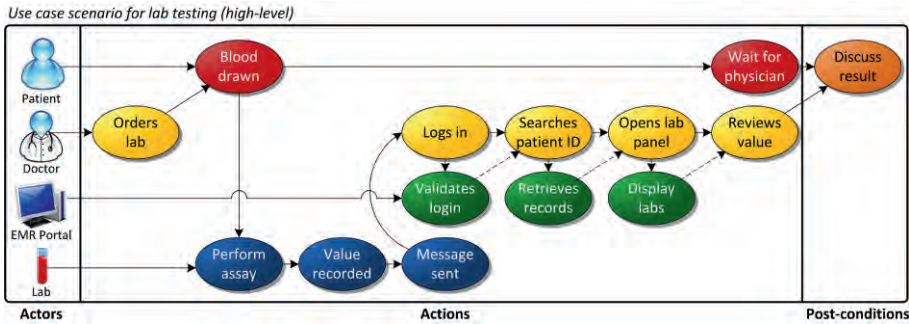 Use case scenario for lab testing (high-level)
Patient
Blood
drawn
Wait for
physician
Discuss
result
Doctor
Orders
lab
Logs in
Searches
patient ID
Opens lab
panel
Reviews
value
EMR Portal
Validates
login
Retrieves
records
Display
labs
Lab
Perform
assay
Value
recorded
Message
sent
Actors
Actions
Post-conditions